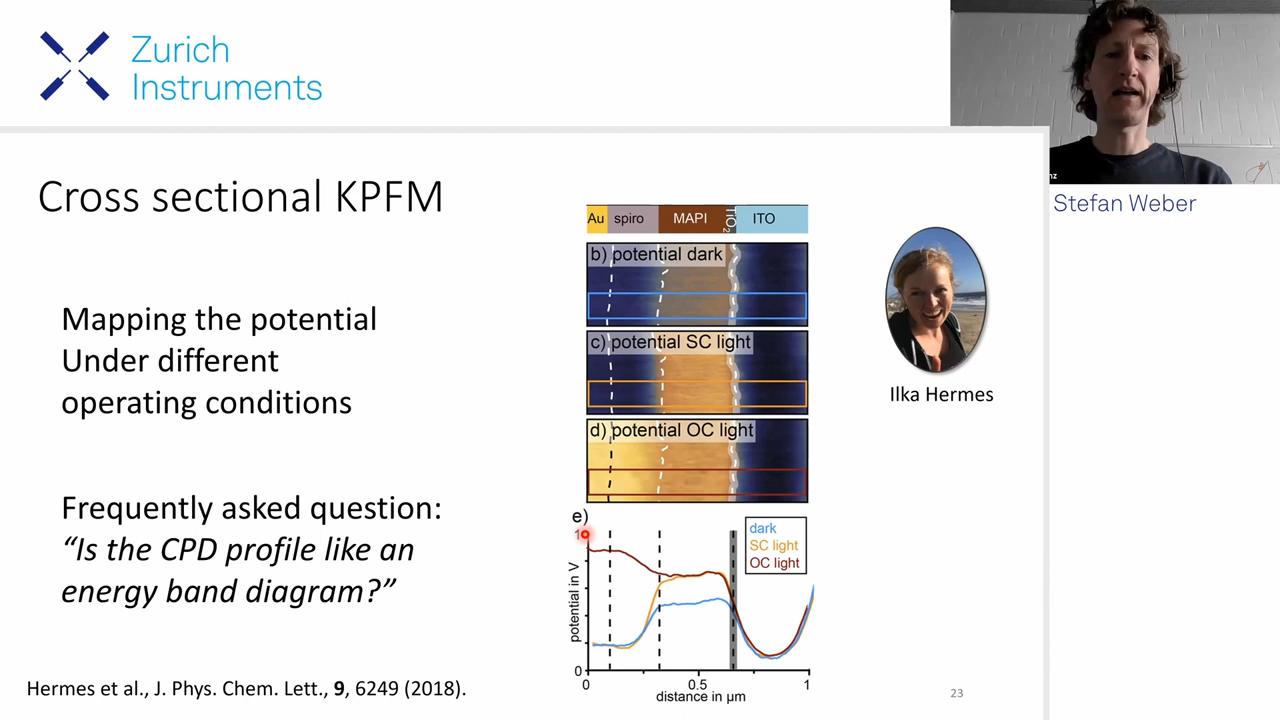 Zurich
Instruments
Stefan Weber
Cross sectional KPFM
Mapping the potential
Under different
operating conditions
Frequently asked question:
“Is the CPD profile like an
energy band diagram?”
Hermes et al., J. Phys. Chem. Lett., 9, 6249 (2018).
Au spiro MAPI TiO2 ITO
b) potential dark
c) potential SC light
d) potential OC light
e)
dark
SC light
OC light
potential in V
0
0 0.5 1
distance in µm
Ilka Hermes
23